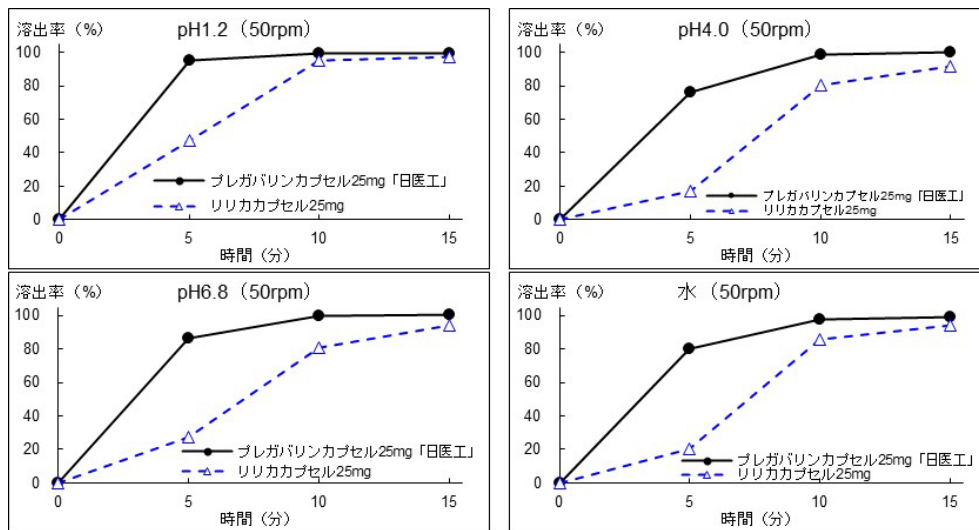 溶出率（%）
pH1.2（50rpm）
100
80
60
40
20
0
プレガバリンカプセル25mg「日医工」
リリカカプセル25mg
0 5 10 15
時間（分）
溶出率（%）
pH4.0（50rpm）
100
80
60
40
20
0
プレガバリンカプセル25mg「日医工」
リリカカプセル25mg
0 5 10 15
時間（分）
溶出率（%）
pH6.8（50rpm）
100
80
60
40
20
0
プレガバリンカプセル25mg「日医工」
リリカカプセル25mg
0 5 10 15
時間（分）
溶出率（%）
水（50rpm）
100
80
60
40
20
0
プレガバリンカプセル25mg「日医工」
リリカカプセル25mg
0 5 10 15
時間（分）